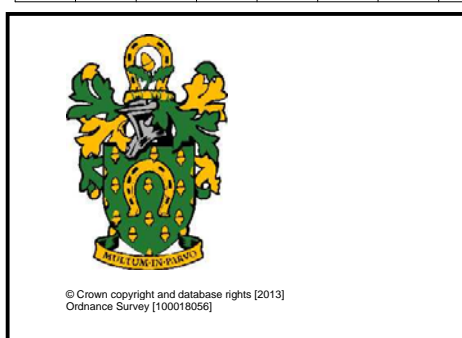 MULTUM·IN·PARVO
© Crown copyright and database rights [2013]
Ordnance Survey [100018056]